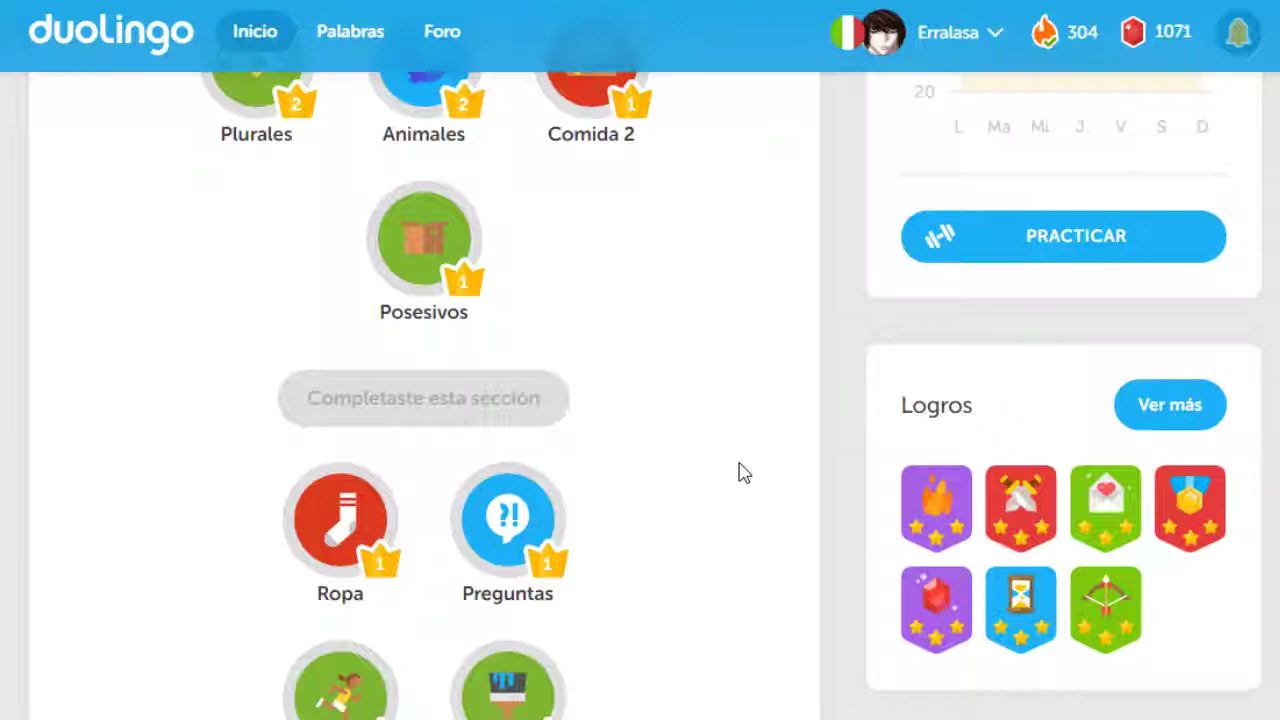 duolingo
Inicio
Palabras
Foro
Erralasa
304
1071
2
2
1
Plurales
Animales
Comida 2
1
Posesivos
Completaste esta sección
1
1
Ropa
Preguntas
?!
20
L Ma Mi J V S D
PRACTICAR
Logros
Ver más